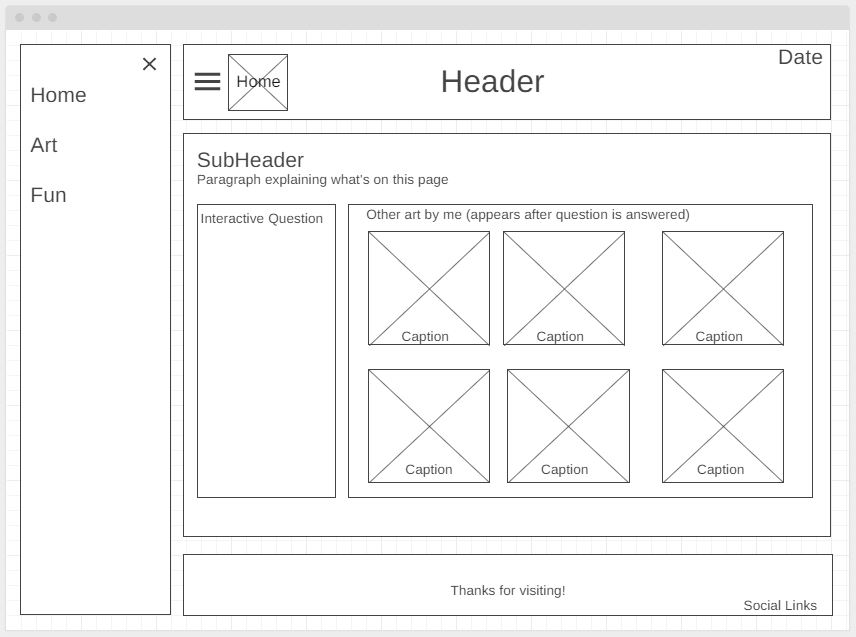 Home
Art
Fun
Home
Header
Date
SubHeader
Paragraph explaining what's on this page
Interactive Question
Other art by me (appears after question is answered)
Caption
Caption
Caption
Caption
Caption
Caption
Thanks for visiting!
Social Links